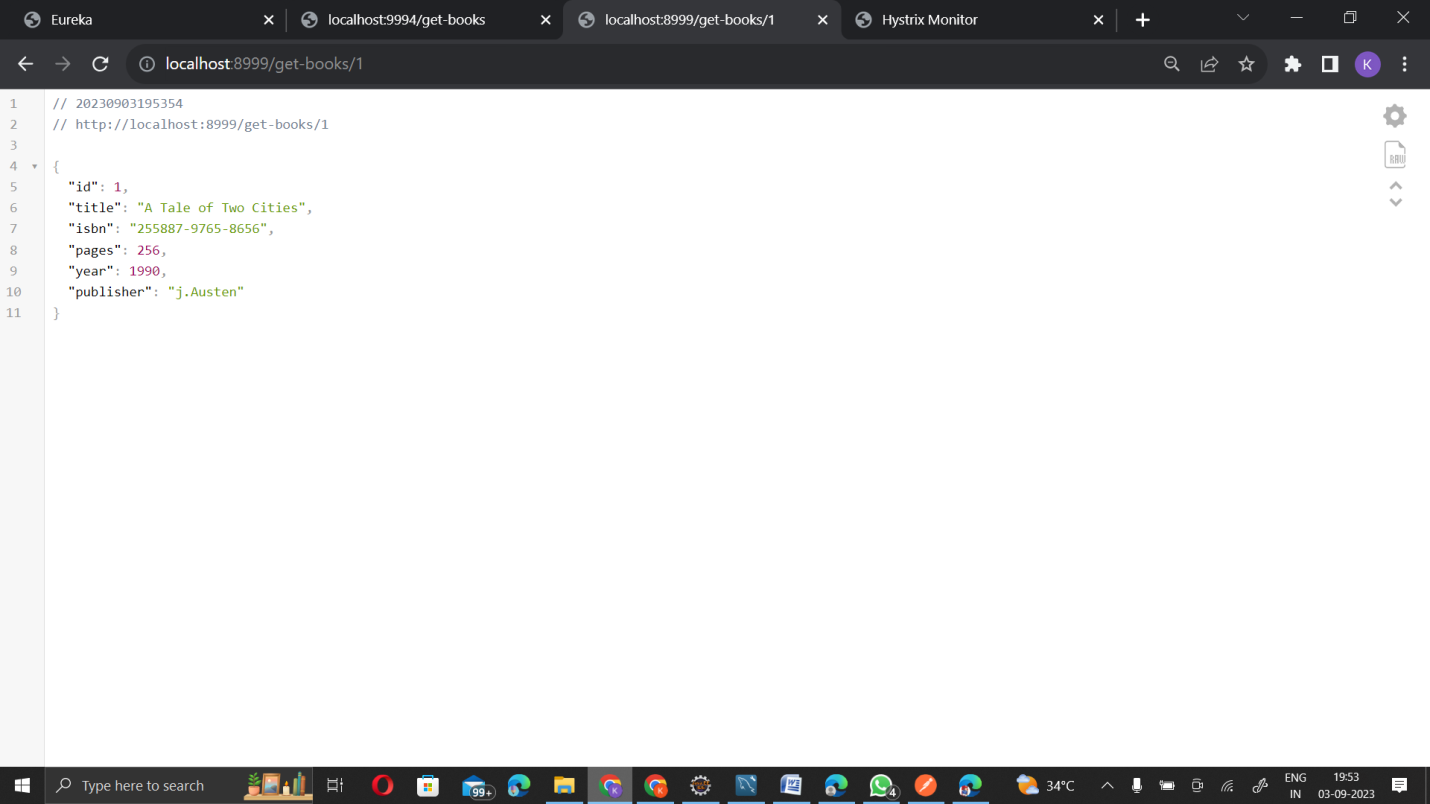 Eureka
localhost:9994/get-books
localhost:8999/get-books/1
Hystrix Monitor
localhost:8999/get-books/1
K
1 // 20230903195354
2 // http://localhost:8999/get-books/1
3
4 {
5 "id": 1,
6 "title": "A Tale of Two Cities",
7 "isbn": "255887-9765-8656",
8 "pages": 256,
9 "year": 1990,
10 "publisher": "j.Austen"
11 }
RAW
Type here to search
99+
K
K
4
34°C
ENG
IN
19:53
03-09-2023